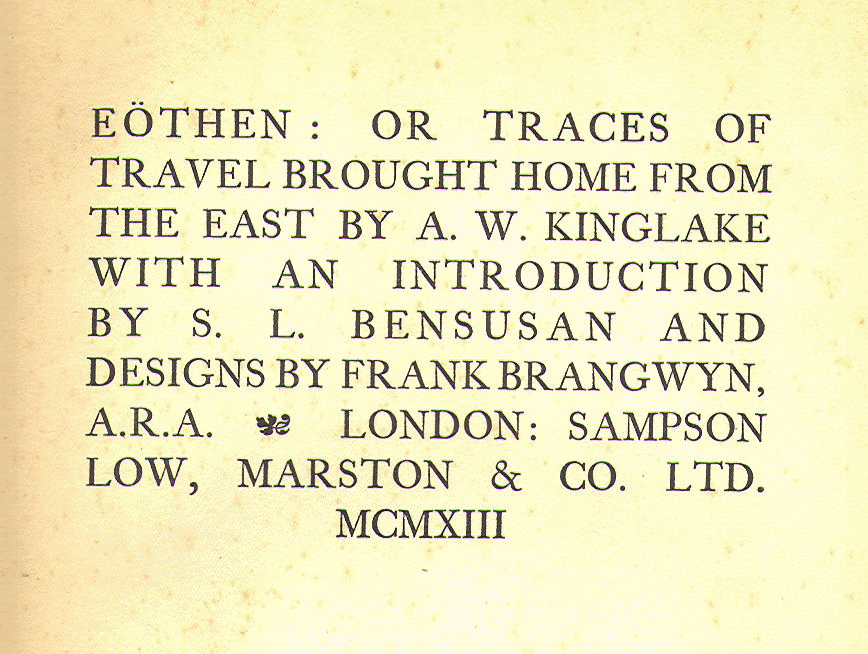 EÖTHEN : OR TRACES OF
TRAVEL BROUGHT HOME FROM
THE EAST BY A. W. KINGLAKE
WITH AN INTRODUCTION
BY S. L. BENSUSAN AND
DESIGNS BY FRANK BRANGWYN,
A.R.A. ❦ LONDON: SAMPSON
LOW, MARSTON & CO. LTD.
MCMXIII